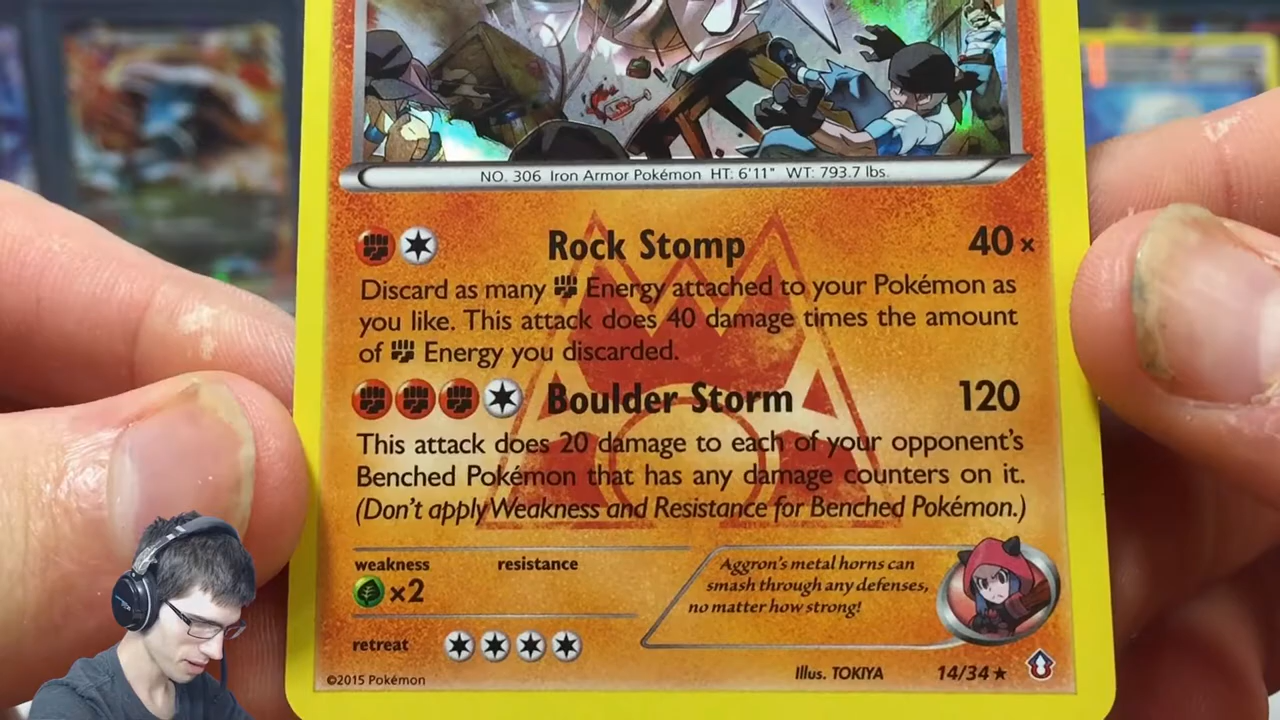 NO. 306 Iron Armor Pokémon HT: 6'11" WT: 793.7 lbs.
Rock Stomp 40×
Discard as many Energy attached to your Pokémon as
you like. This attack does 40 damage times the amount
of Energy you discarded.
Boulder Storm 120
This attack does 20 damage to each of your opponent's
Benched Pokémon that has any damage counters on it.
(Don't apply Weakness and Resistance for Benched Pokémon.)
weakness resistance
×2
Aggron's metal horns can
smash through any defenses,
no matter how strong!
retreat
©2015 Pokémon Illus. TOKIYA 14/34